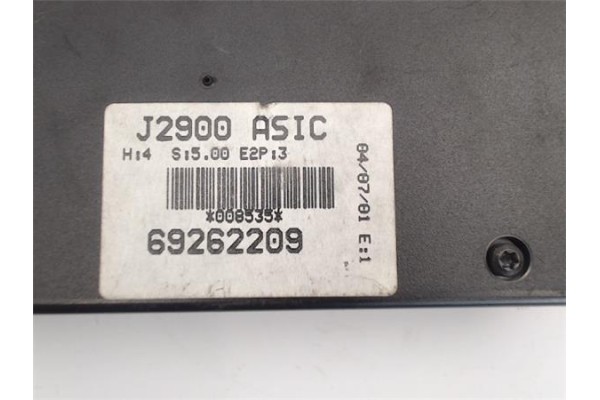 J2900 ASIC
H:4 S:5.00 E2P:3
*008535*
69262209
04/07/01 E:1